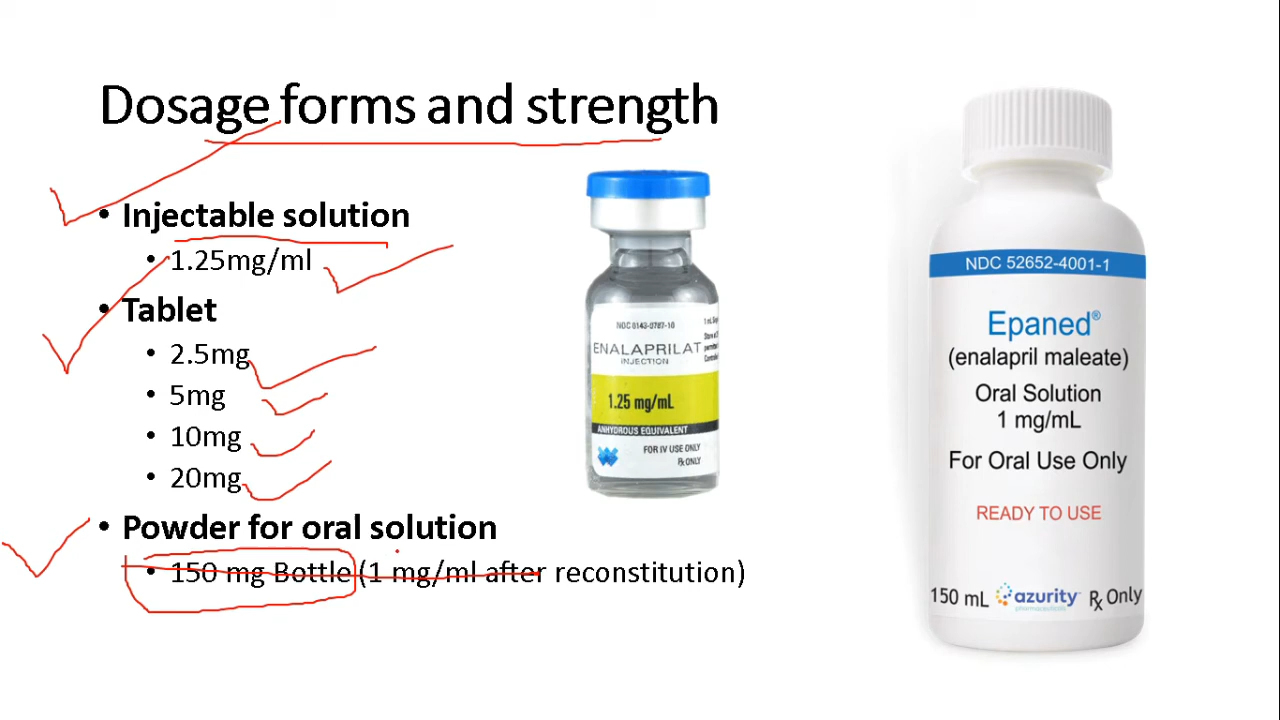 Dosage forms and strength
• Injectable solution
• 1.25mg/ml
• Tablet
• 2.5mg
• 5mg
• 10mg
• 20mg
• Powder for oral solution
• 150 mg Bottle (1 mg/ml after reconstitution)
ENALAPRILAT
INJECTION
1.25 mg/mL
ANHYDROUS EQUIVALENT
FOR IV USE ONLY
Rx ONLY
NDC 52652-4001-1
Epaned®
(enalapril maleate)
Oral Solution
1 mg/mL
For Oral Use Only
READY TO USE
150 mL
azurity
pharmaceuticals
Rx Only